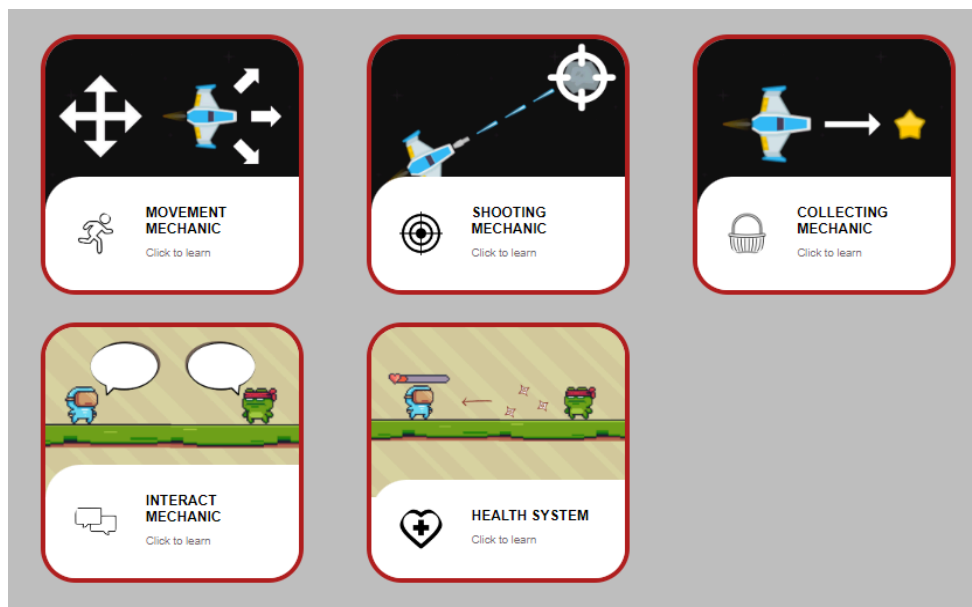 MOVEMENT
MECHANIC
Click to learn
SHOOTING
MECHANIC
Click to learn
COLLECTING
MECHANIC
Click to learn
INTERACT
MECHANIC
Click to learn
HEALTH SYSTEM
Click to learn